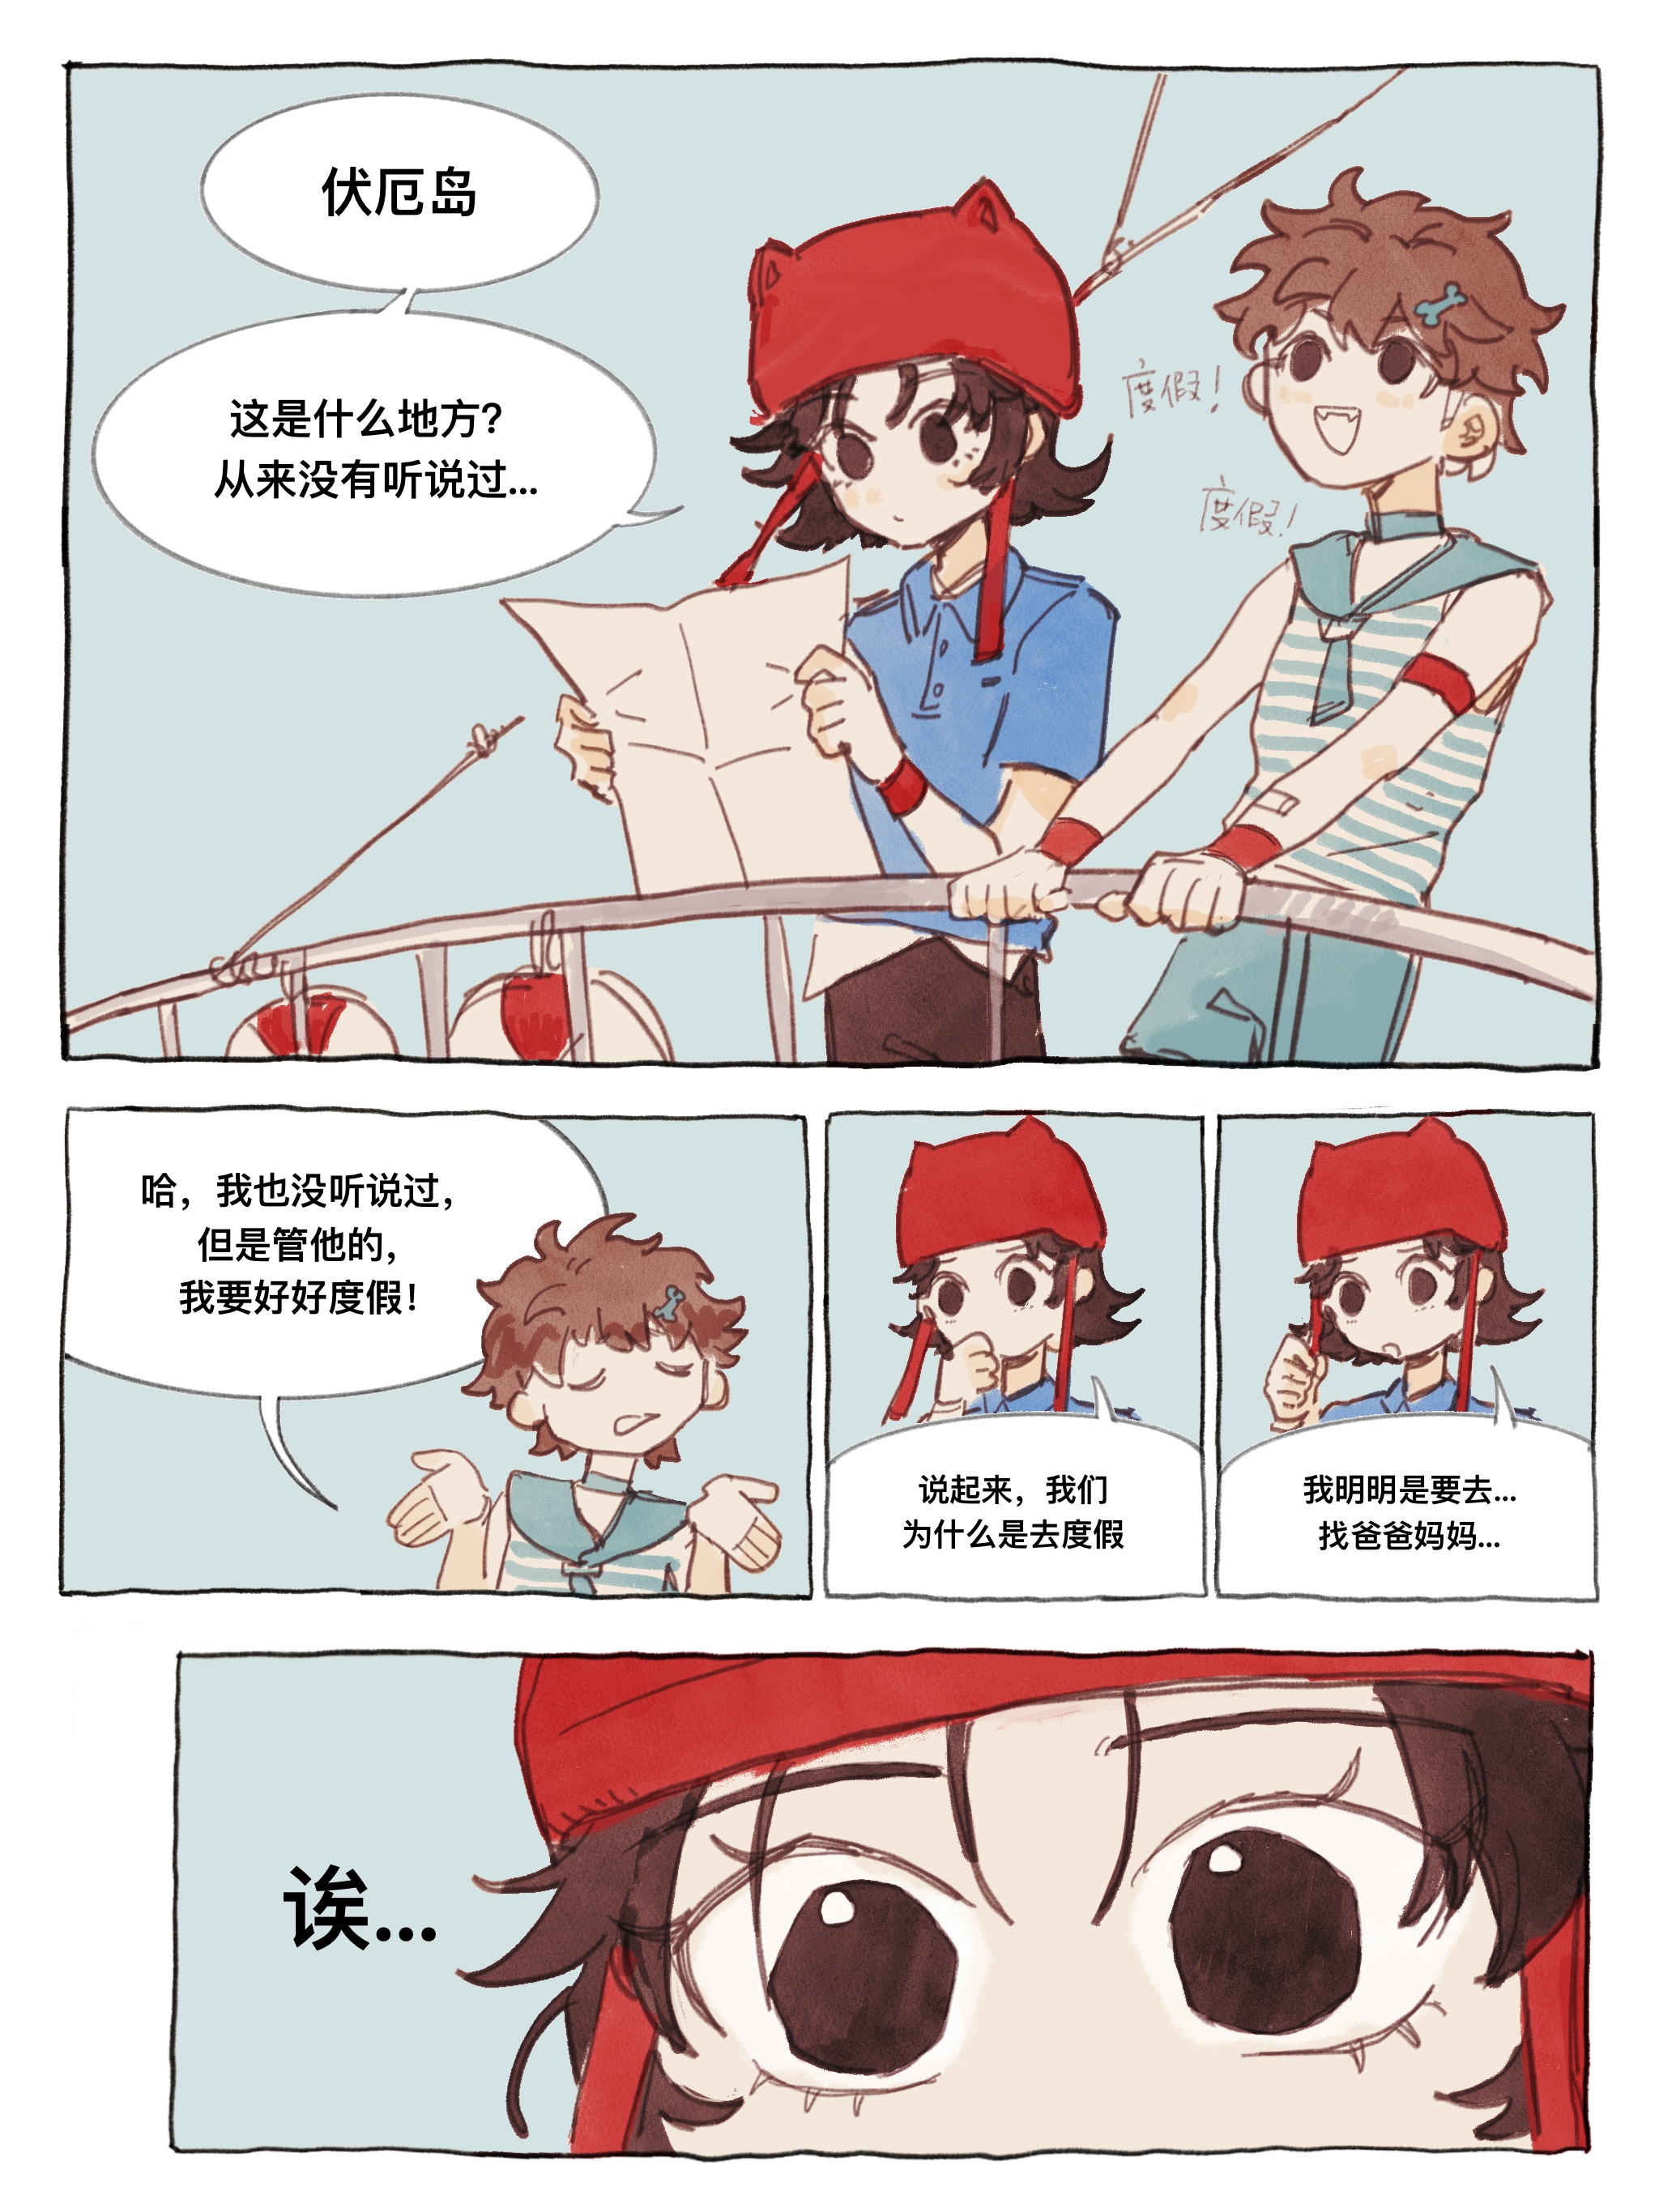 伏厄岛
这是什么地方？
从来没有听说过...
度假！
度假！
哈，我也没听说过，
但是管他的，
我要好好度假！
说起来，我们
为什么是去度假
我明明是要去...
找爸爸妈妈...
诶...